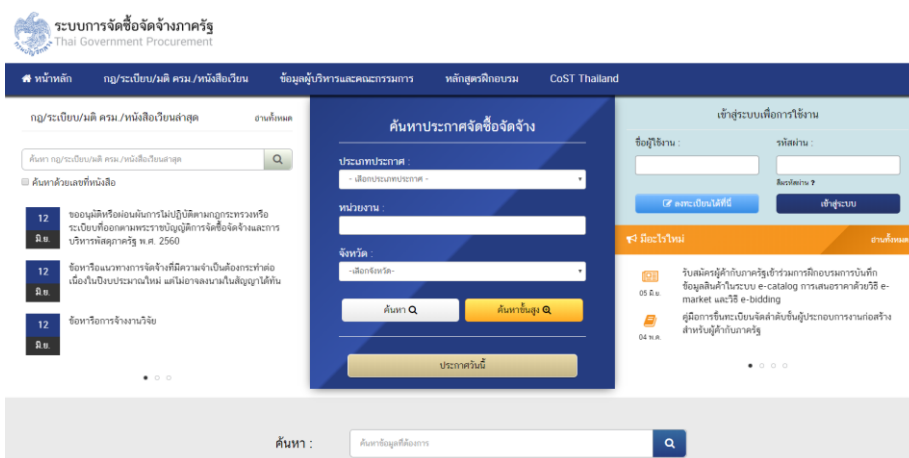 ระบบการจัดซื้อจัดจ้างภาครัฐ
Thai Government Procurement
หน้าหลัก
กฎ/ระเบียบ/มติ ครม./หนังสือเวียน
ข้อมูลผู้บริหารและคณะกรรมการ
หลักสูตรฝึกอบรม
CoST Thailand
กฎ/ระเบียบ/มติ ครม./หนังสือเวียนล่าสุด
อ่านทั้งหมด
ค้นหา กฎ/ระเบียบ/มติ ครม./หนังสือเวียนล่าสุด
ค้นหาด้วยเลขที่หนังสือ
12
มิ.ย.
ขออนุมัติหรือผ่อนผันการไม่ปฏิบัติตามกฎกระทรวงหรือ
ระเบียบที่ออกตามพระราชบัญญัติการจัดซื้อจัดจ้างและการ
บริหารพัสดุภาครัฐ พ.ศ. 2560
12
มิ.ย.
ข้อหารือแนวทางการจัดจ้างที่มีความจำเป็นต้องกระทำต่อ
เนื่องในปีงบประมาณใหม่ แต่ไม่อาจลงนามในสัญญาได้ทัน
12
มิ.ย.
ข้อหารือการจ้างงานวิจัย
ค้นหาประกาศจัดซื้อจัดจ้าง
ประเภทประกาศ :
- เลือกประเภทประกาศ -
หน่วยงาน :
จังหวัด :
-เลือกจังหวัด-
ค้นหา
ค้นหาขั้นสูง
ประกาศวันนี้
เข้าสู่ระบบเพื่อการใช้งาน
ชื่อผู้ใช้งาน :
รหัสผ่าน :
ลืมรหัสผ่าน ?
ลงทะเบียนได้ที่นี่
เข้าสู่ระบบ
มีอะไรใหม่
อ่านทั้งหมด
05 มิ.ย.
รับสมัครผู้ค้ากับภาครัฐเข้าร่วมการฝึกอบรมการบันทึก
ข้อมูลสินค้าในระบบ e-catalog การเสนอราคาด้วยวิธี e-
market และวิธี e-bidding
04 พ.ค.
คู่มือการขึ้นทะเบียนจัดลำดับชั้นผู้ประกอบการงานก่อสร้าง
สำหรับผู้ค้ากับภาครัฐ
ค้นหา :
ค้นหาข้อมูลที่ต้องการ